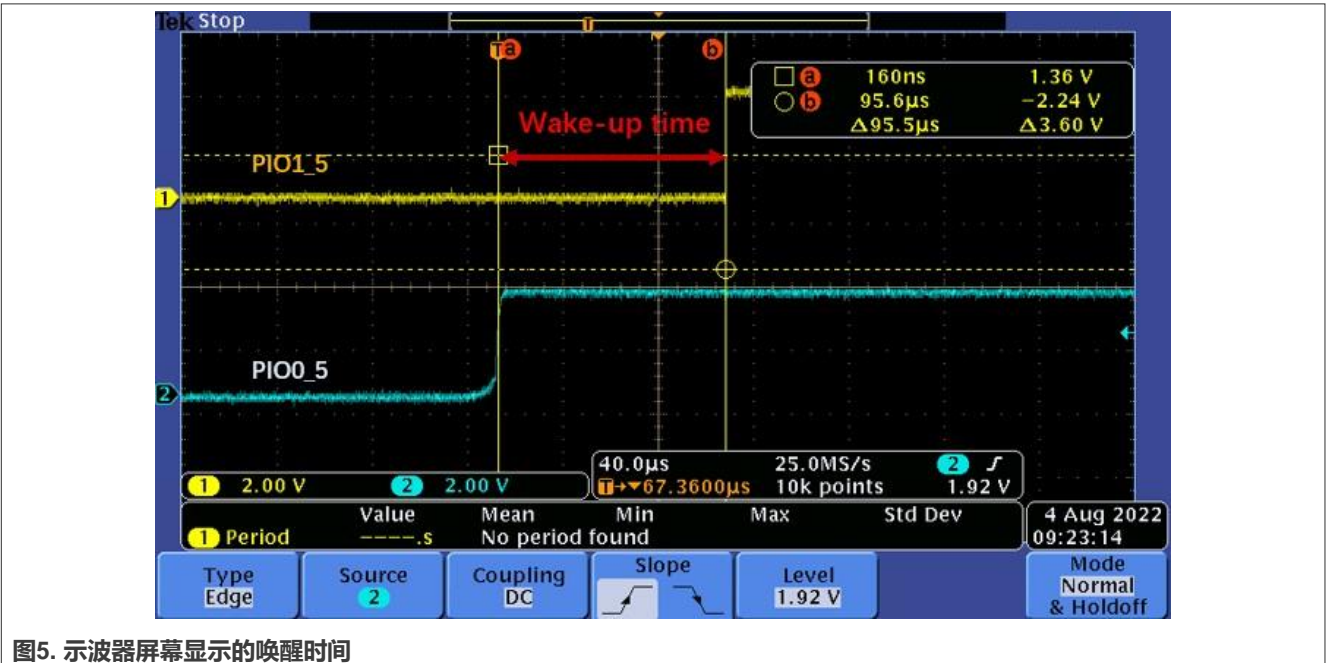 Tek Stop
T a b
a 160ns 1.36 V
b 95.6µs −2.24 V
Δ95.5µs Δ3.60 V
Wake-up time
PIO1_5
1
PIO0_5
2
1 2.00 V 2 2.00 V
40.0µs 25.0MS/s 2
T→▼67.3600µs 10k points 1.92 V
Value Mean Min Max Std Dev
1 Period ----.s No period found
4 Aug 2022
09:23:14
Type
Edge
Source
2
Coupling
DC
Slope
Level
1.92 V
Mode
Normal
& Holdoff
图5. 示波器屏幕显示的唤醒时间